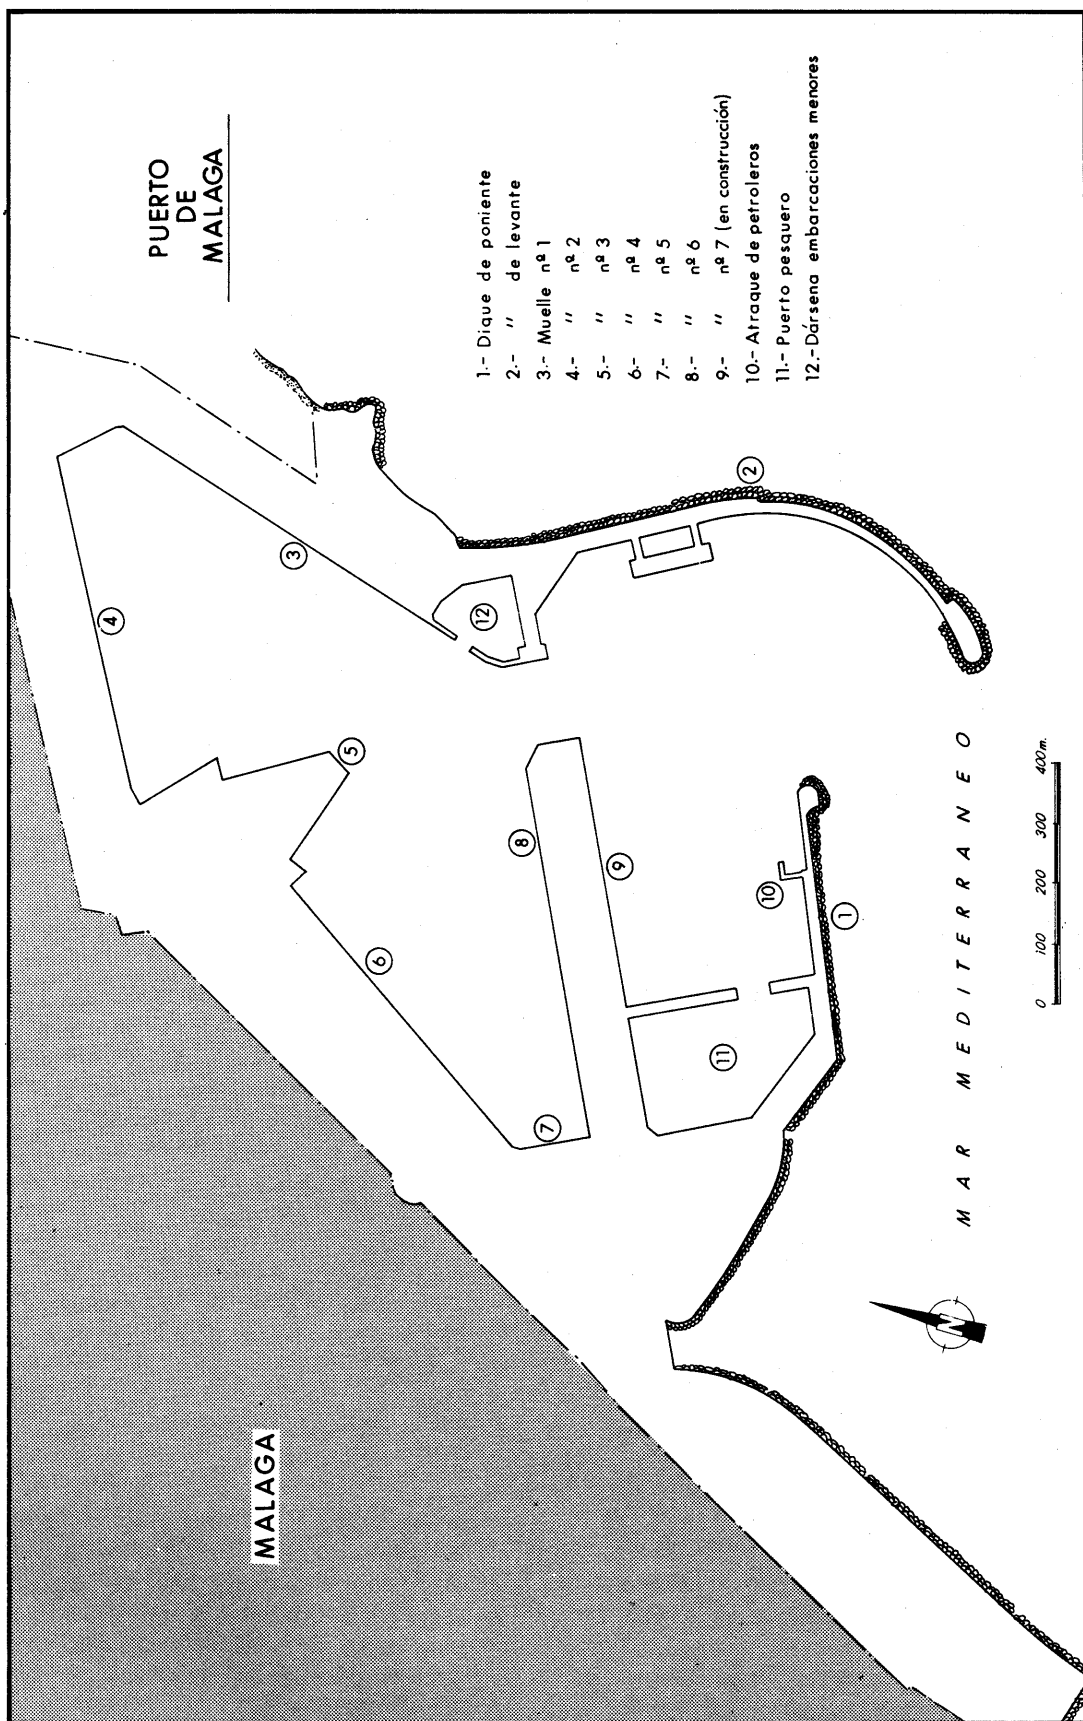 PUERTO
DE
MALAGA
1.- Dique de poniente
2.- " de levante
3.- Muelle nº 1
4.- " nº 2
5.- " nº 3
6.- " nº 4
7.- " nº 5
8.- " nº 6
9.- " nº 7 (en construcción)
10.- Atraque de petroleros
11.- Puerto pesquero
12.- Dársena embarcaciones menores
MALAGA
4
3
5
12
2
6
8
9
10
7
11
1
N
MAR MEDITERRANEO
0 100 200 300 400 m.